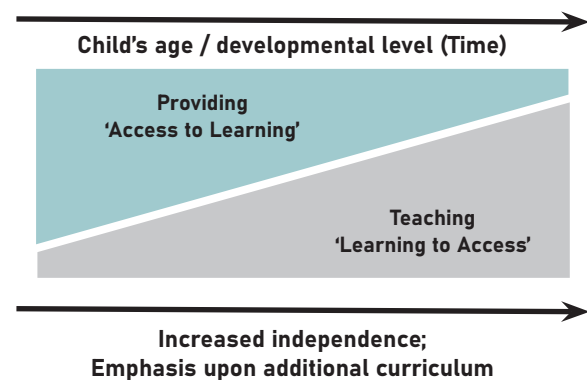 Child's age / developmental level (Time)
Providing
‘Access to Learning’
Teaching
‘Learning to Access’
Increased independence;
Emphasis upon additional curriculum